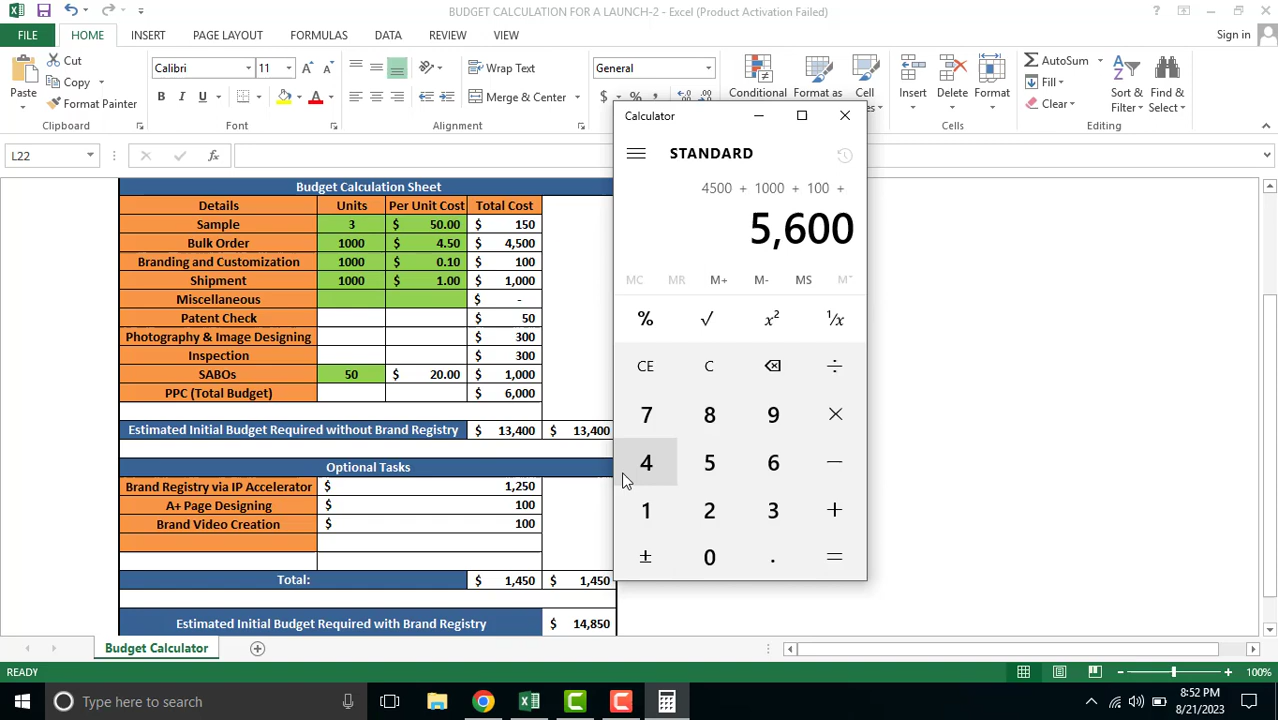 BUDGET CALCULATION FOR A LAUNCH-2 - Excel (Product Activation Failed)
FILE HOME INSERT PAGE LAYOUT FORMULAS DATA REVIEW VIEW Sign in
Paste
Cut
Copy
Format Painter
Clipboard
Calibri 11
B I U
A
Font
Wrap Text
Merge & Center
Alignment
General
$ %
Conditional
Format as
Cell
Insert
Delete
Format
Cells
AutoSum
Fill
Clear
Sort &
Filter
Find &
Select
Editing
L22
fx
Budget Calculation Sheet
Details Units Per Unit Cost Total Cost
Sample 3 $ 50.00 $ 150
Bulk Order 1000 $ 4.50 $ 4,500
Branding and Customization 1000 $ 0.10 $ 100
Shipment 1000 $ 1.00 $ 1,000
Miscellaneous $ -
Patent Check $ 50
Photography & Image Designing $ 300
Inspection $ 300
SABOs 50 $ 20.00 $ 1,000
PPC (Total Budget) $ 6,000
Estimated Initial Budget Required without Brand Registry $ 13,400 $ 13,400
Optional Tasks
Brand Registry via IP Accelerator $ 1,250
A+ Page Designing $ 100
Brand Video Creation $ 100
Total: $ 1,450 $ 1,450
Estimated Initial Budget Required with Brand Registry $ 14,850
Calculator
STANDARD
4500 + 1000 + 100 +
5,600
MC MR M+ M- MS M˅
% √ x² ¹/x
CE C ÷
7 8 9 ×
4 5 6 −
1 2 3 +
± 0 . =
Budget Calculator
READY 100%
Type here to search
8:52 PM
8/21/2023